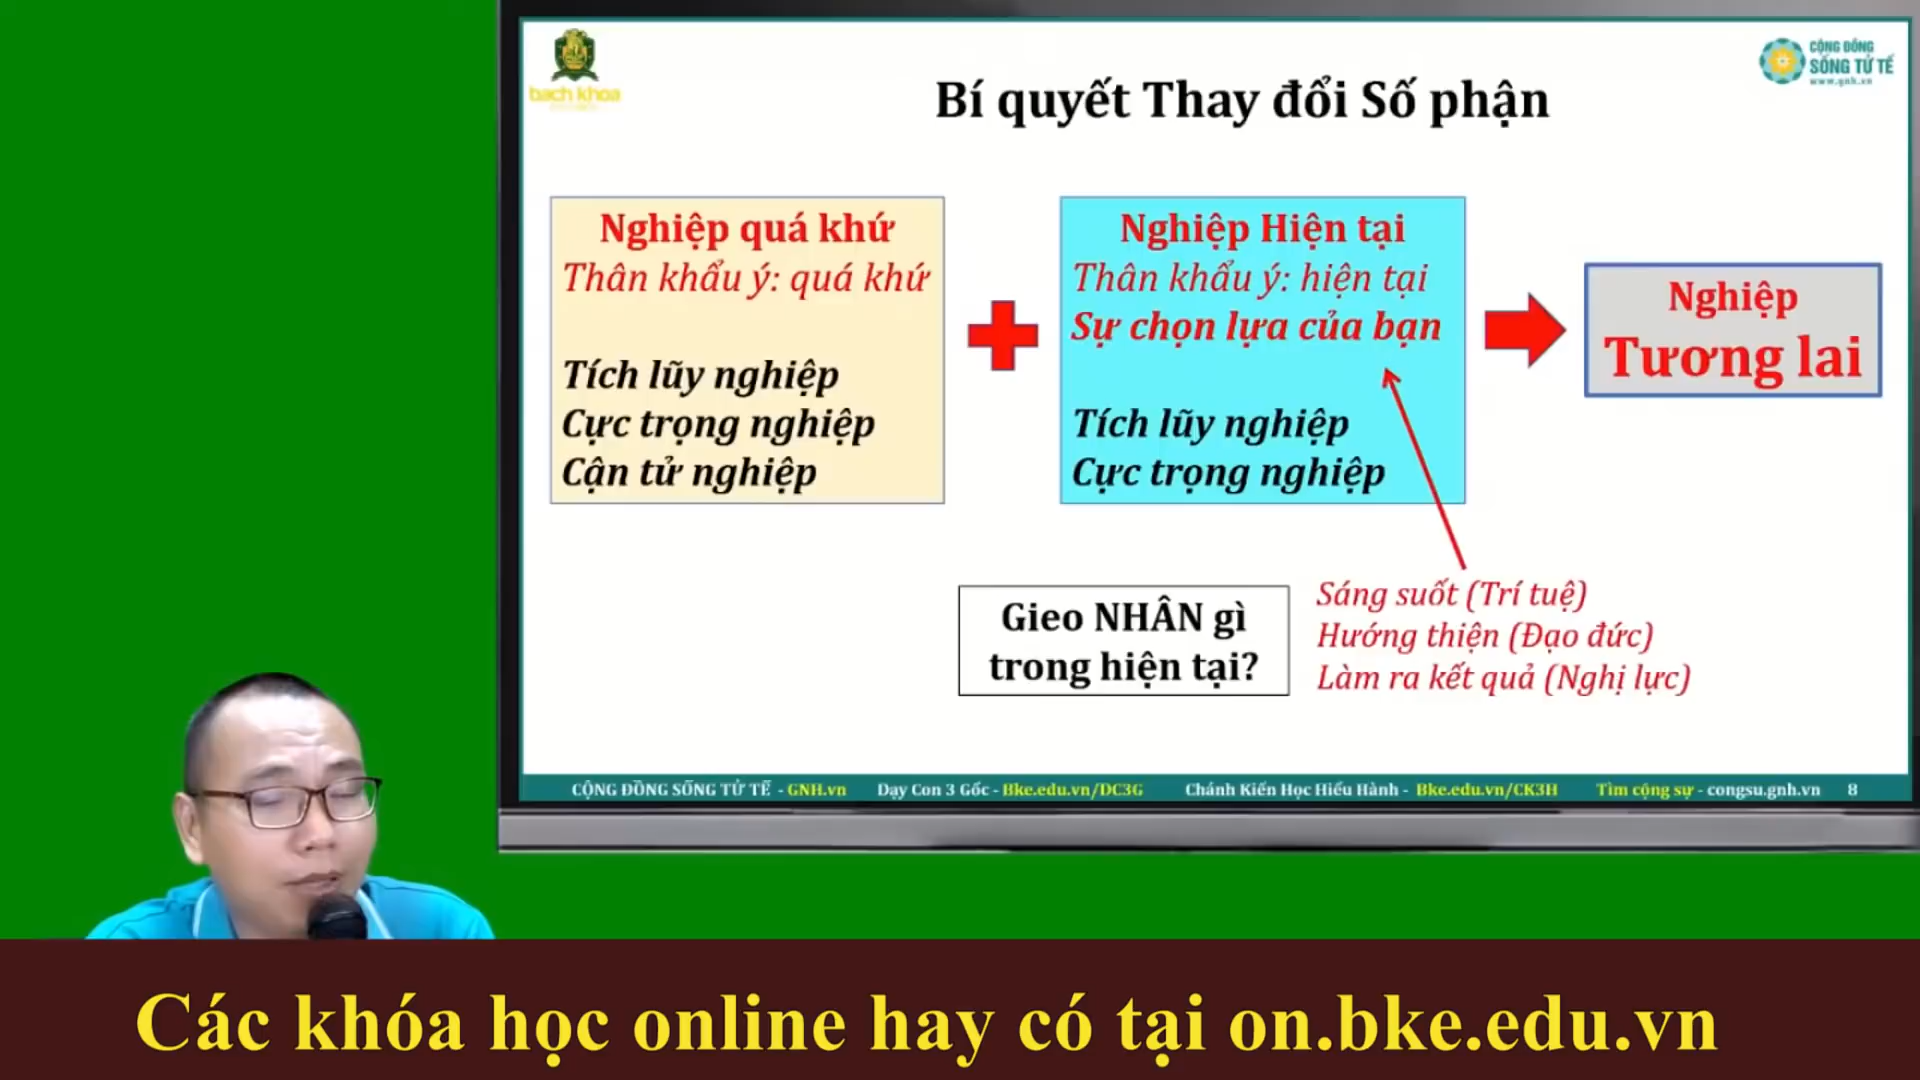 bach khoa
CỘNG ĐỒNG
SỐNG TỬ TẾ
www.gnh.vn
Bí quyết Thay đổi Số phận
Nghiệp quá khứ
Thân khẩu ý: quá khứ
Tích lũy nghiệp
Cực trọng nghiệp
Cận tử nghiệp
Nghiệp Hiện tại
Thân khẩu ý: hiện tại
Sự chọn lựa của bạn
Tích lũy nghiệp
Cực trọng nghiệp
Nghiệp
Tương lai
Gieo NHÂN gì
trong hiện tại?
Sáng suốt (Trí tuệ)
Hướng thiện (Đạo đức)
Làm ra kết quả (Nghị lực)
CỘNG ĐỒNG SỐNG TỬ TẾ - GNH.vn Dạy Con 3 Gốc - Bke.edu.vn/DC3G Chánh Kiến Học Hiểu Hành - Bke.edu.vn/CK3H Tìm cộng sự - congsu.gnh.vn 8
Các khóa học online hay có tại on.bke.edu.vn